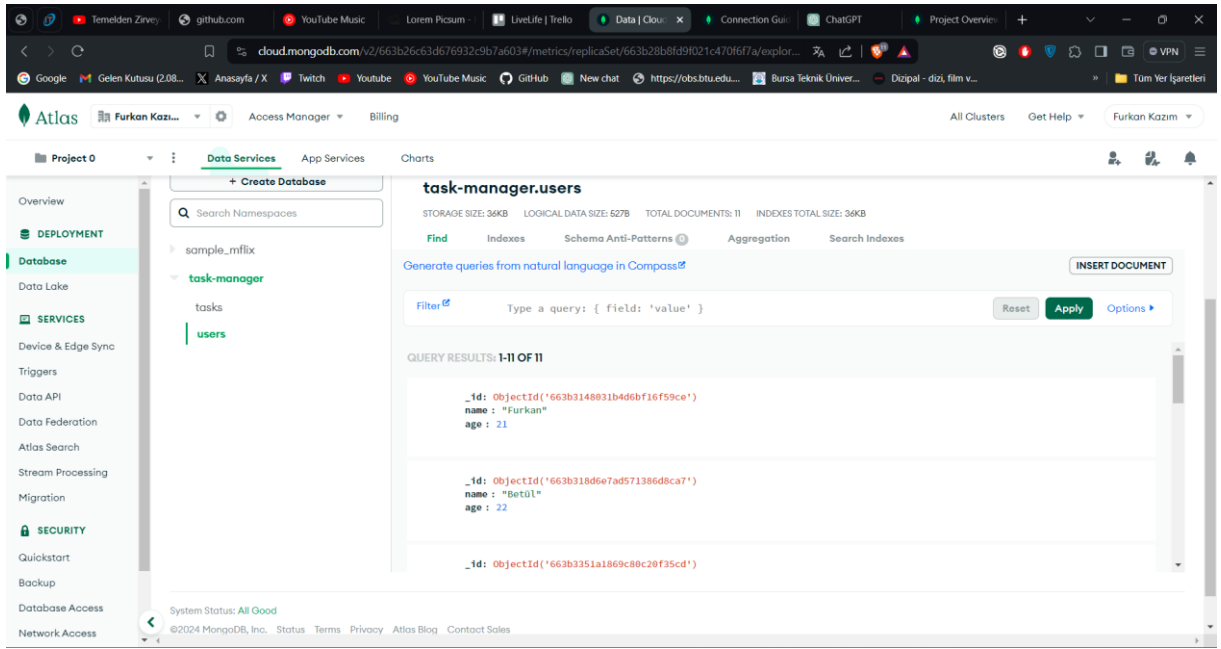 Temelden Zirvey
github.com
YouTube Music
Lorem Picsum -
LiveLife | Trello
Data | Clou
Connection Guid
ChatGPT
Project Overview
cloud.mongodb.com/v2/663b26c63d676932c9b7a603#/metrics/replicaSet/663b28b8fd9f021c470f6f7a/explor...
VPN
Google
Gelen Kutusu (2.08...
Anasayfa / X
Twitch
Youtube
YouTube Music
GitHub
New chat
https://obs.btu.edu....
Bursa Teknik Üniver...
Dizipal - dizi, film v...
»
Tüm Yer İşaretleri
Atlas
Furkan Kazı...
Access Manager
Billing
All Clusters
Get Help
Furkan Kazım
Project 0
Data Services
App Services
Charts
Overview
DEPLOYMENT
Database
Data Lake
SERVICES
Device & Edge Sync
Triggers
Data API
Data Federation
Atlas Search
Stream Processing
Migration
SECURITY
Quickstart
Backup
Database Access
Network Access
+ Create Database
Search Namespaces
sample_mflix
task-manager
tasks
users
task-manager.users
STORAGE SIZE: 36KB LOGICAL DATA SIZE: 527B TOTAL DOCUMENTS: 11 INDEXES TOTAL SIZE: 36KB
Find Indexes Schema Anti-Patterns 0 Aggregation Search Indexes
Generate queries from natural language in Compass
INSERT DOCUMENT
Filter
Type a query: { field: 'value' }
Reset
Apply
Options
QUERY RESULTS: 1-11 OF 11
_id: ObjectId('663b3148031b4d6bf16f59ce')
name : "Furkan"
age : 21
_id: ObjectId('663b318d6e7ad571386d8ca7')
name : "Betül"
age : 22
_id: ObjectId('663b3351a1869c80c20f35cd')
System Status: All Good
©2024 MongoDB, Inc. Status Terms Privacy Atlas Blog Contact Sales